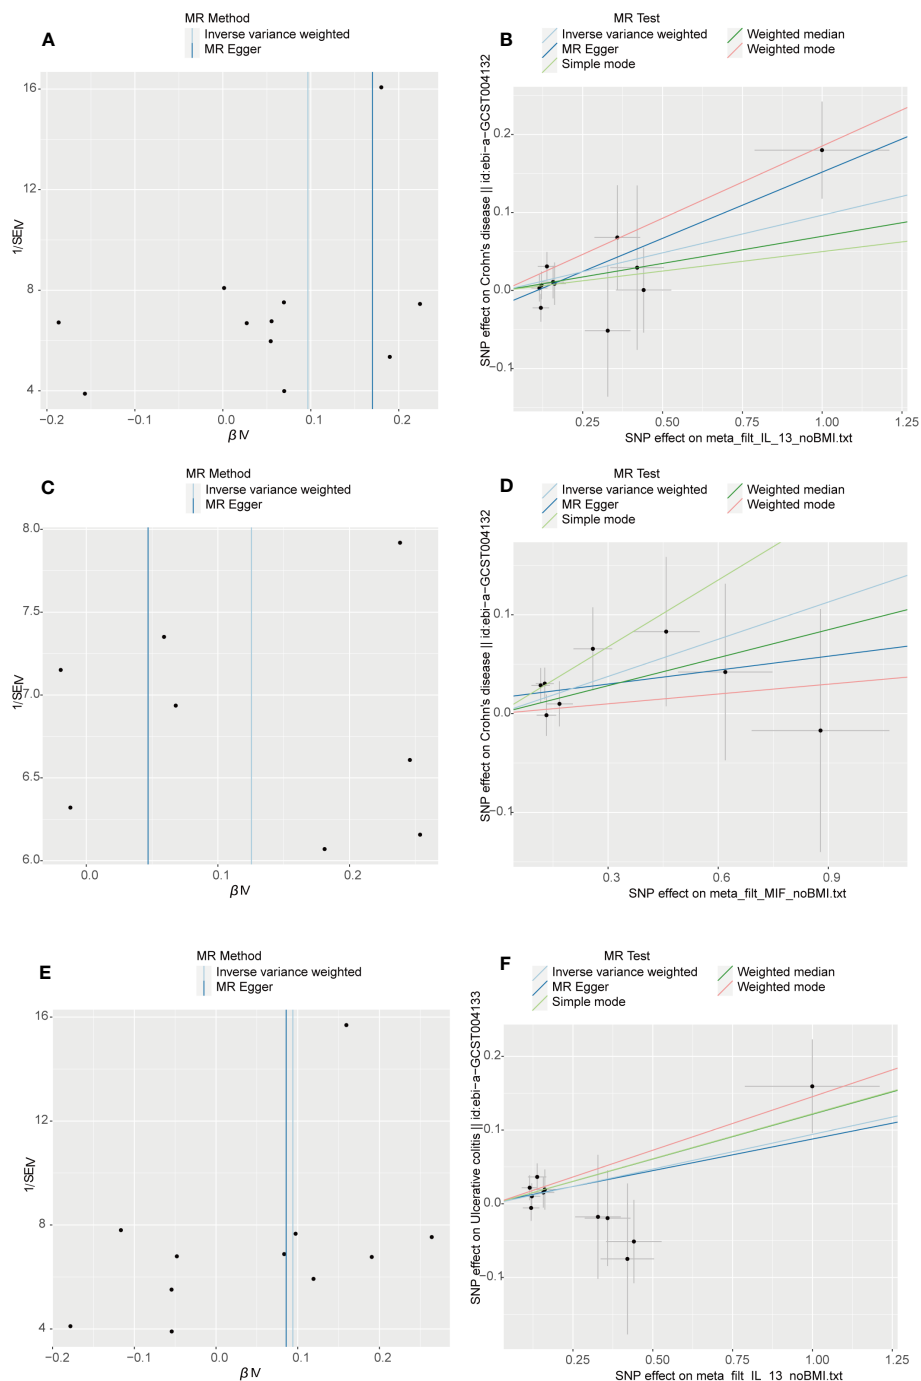 A
MR Method
Inverse variance weighted
MR Egger
1/SEIV
16
12
8
4
−0.2
−0.1
0.0
0.1
0.2
βIV
B
MR Test
Inverse variance weighted
MR Egger
Simple mode
Weighted median
Weighted mode
SNP effect on Crohn's disease || id:ebi−a−GCST004132
0.2
0.1
0.0
−0.1
0.25
0.50
0.75
1.00
1.25
SNP effect on meta_filt_IL_13_noBMI.txt
C
MR Method
Inverse variance weighted
MR Egger
1/SEIV
8.0
7.5
7.0
6.5
6.0
0.0
0.1
0.2
βIV
D
MR Test
Inverse variance weighted
MR Egger
Simple mode
Weighted median
Weighted mode
SNP effect on Crohn's disease || id:ebi−a−GCST004132
0.1
0.0
−0.1
0.3
0.6
0.9
SNP effect on meta_filt_MIF_noBMI.txt
E
MR Method
Inverse variance weighted
MR Egger
1/SEIV
16
12
8
4
−0.2
−0.1
0.0
0.1
0.2
βIV
F
MR Test
Inverse variance weighted
MR Egger
Simple mode
Weighted median
Weighted mode
SNP effect on Ulcerative colitis || id:ebi−a−GCST004133
0.2
0.1
0.0
−0.1
0.25
0.50
0.75
1.00
1.25
SNP effect on meta_filt_IL_13_noBMI.txt